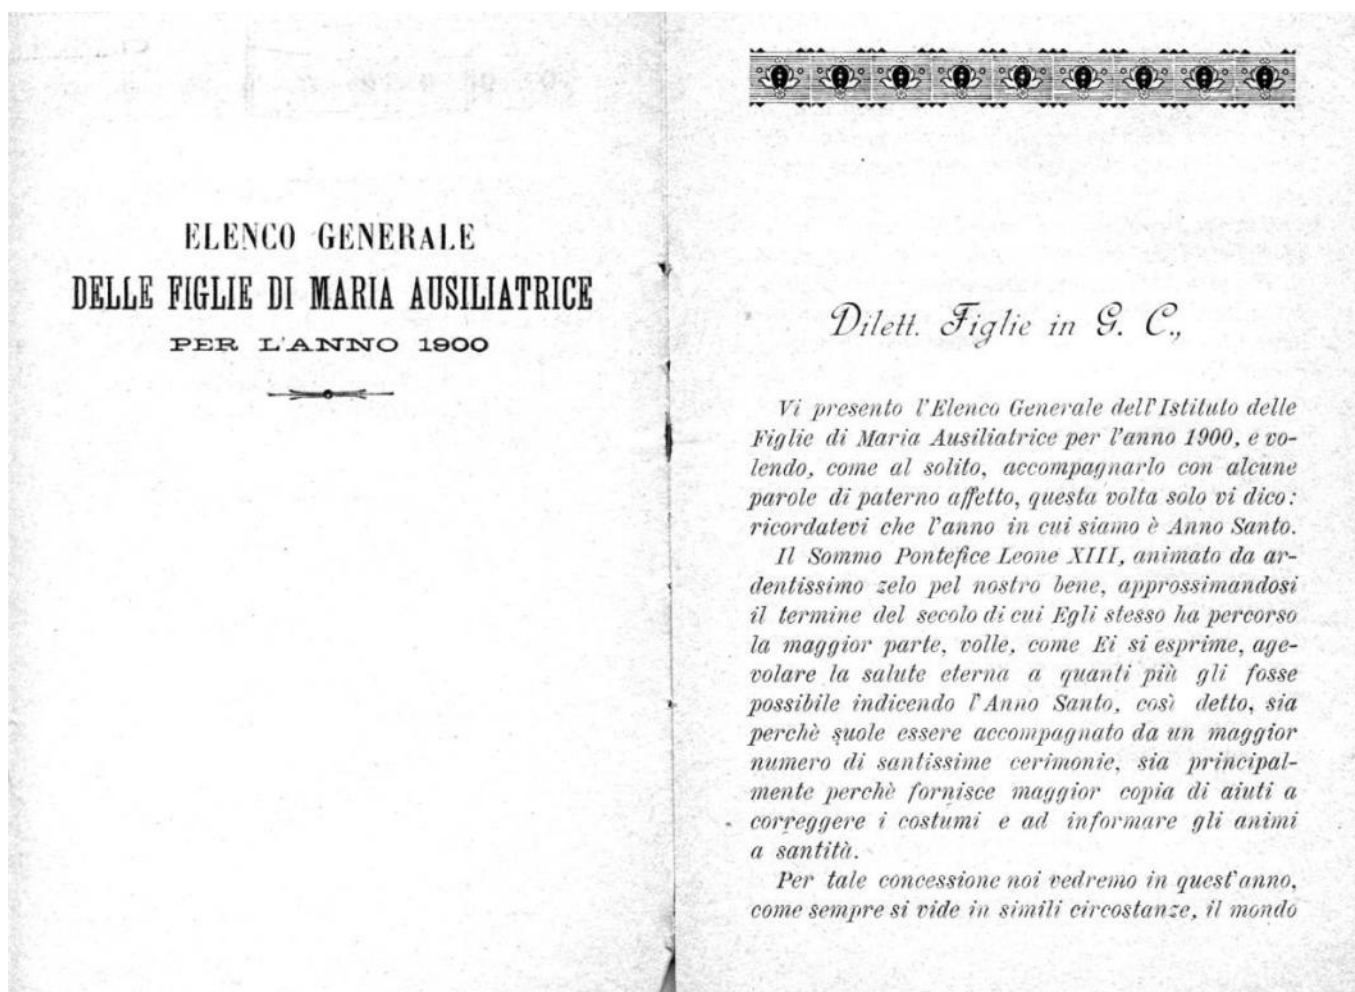 ELENCO GENERALE
DELLE FIGLIE DI MARIA AUSILIATRICE
PER L'ANNO 1900
Dilett. Figlie in G. C.,
Vi presento l'Elenco Generale dell'Istituto delle
Figlie di Maria Ausiliatrice per l'anno 1900, e vo-
lendo, come al solito, accompagnarlo con alcune
parole di paterno affetto, questa volta solo vi dico:
ricordatevi che l'anno in cui siamo è Anno Santo.
Il Sommo Pontefice Leone XIII, animato da ar-
dentissimo zelo pel nostro bene, approssimandosi
il termine del secolo di cui Egli stesso ha percorso
la maggior parte, volle, come Ei si esprime, age-
volare la salute eterna a quanti più gli fosse
possibile indicendo l'Anno Santo, così detto, sia
perchè suole essere accompagnato da un maggior
numero di santissime cerimonie, sia principal-
mente perchè fornisce maggior copia di aiuti a
correggere i costumi e ad informare gli animi
a santità.
Per tale concessione noi vedremo in quest'anno,
come sempre si vide in simili circostanze, il mondo